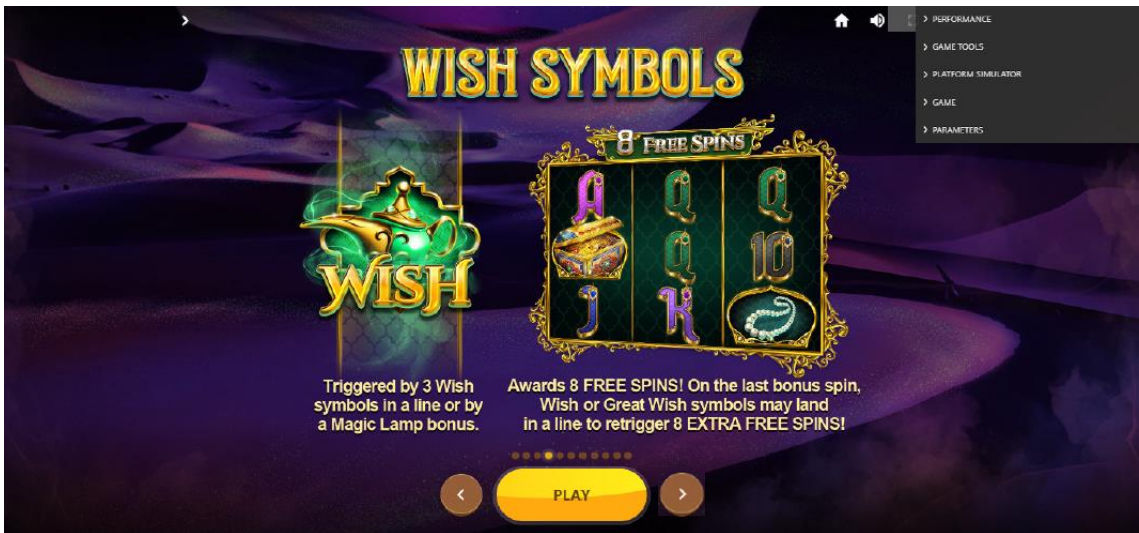 PERFORMANCE
GAME TOOLS
PLATFORM SIMULATOR
GAME
PARAMETERS
WISH SYMBOLS
8 FREE SPINS
A Q Q
Q 10
J K
WISH
Triggered by 3 Wish
symbols in a line or by
a Magic Lamp bonus.
Awards 8 FREE SPINS! On the last bonus spin,
Wish or Great Wish symbols may land
in a line to retrigger 8 EXTRA FREE SPINS!
PLAY